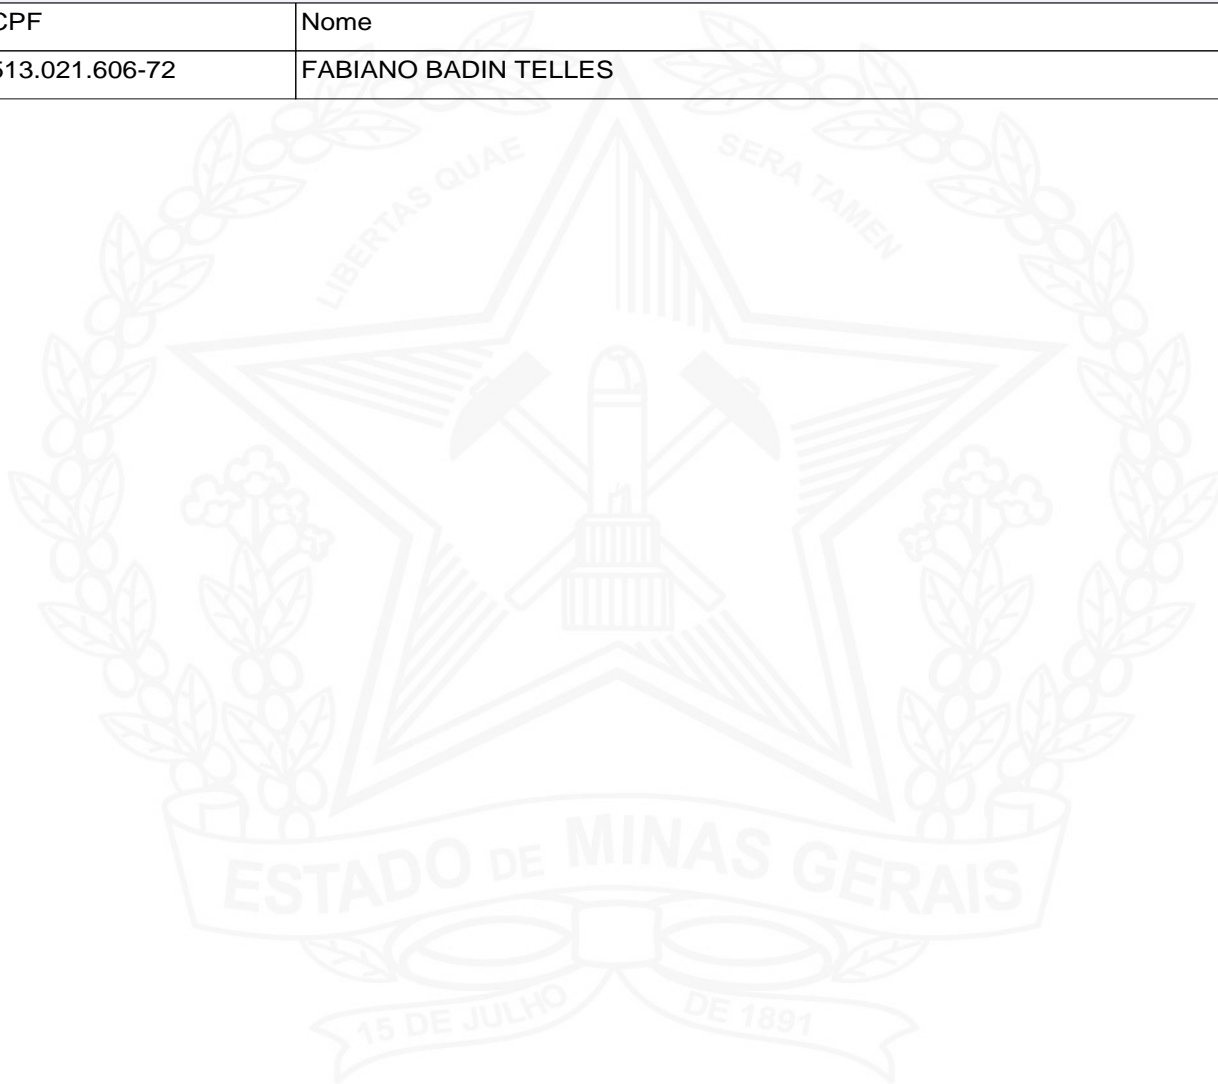 CPF Nome
513.021.606-72 FABIANO BADIN TELLES
LIBERTAS QUAE SERA TAMEN
ESTADO DE MINAS GERAIS
15 DE JULHO DE 1891